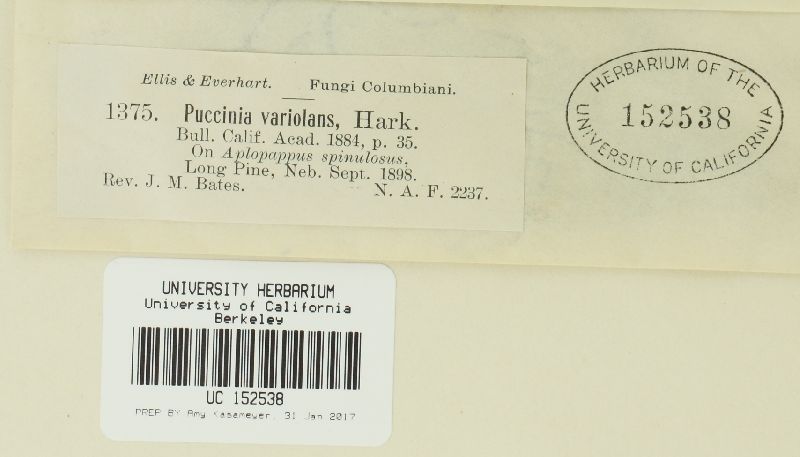 Ellis & Everhart. Fungi Columbiani.
1375. Puccinia variolans, Hark.
Bull. Calif. Acad. 1884, p. 35.
On Aplopappus spinulosus,
Long Pine, Neb. Sept. 1898.
Rev. J. M. Bates. N. A. F. 2237.
HERBARIUM OF THE
152538
UNIVERSITY OF CALIFORNIA
UNIVERSITY HERBARIUM
University of California
Berkeley
UC 152538
PREP BY Amy Kasameyer, 31 Jan 2017